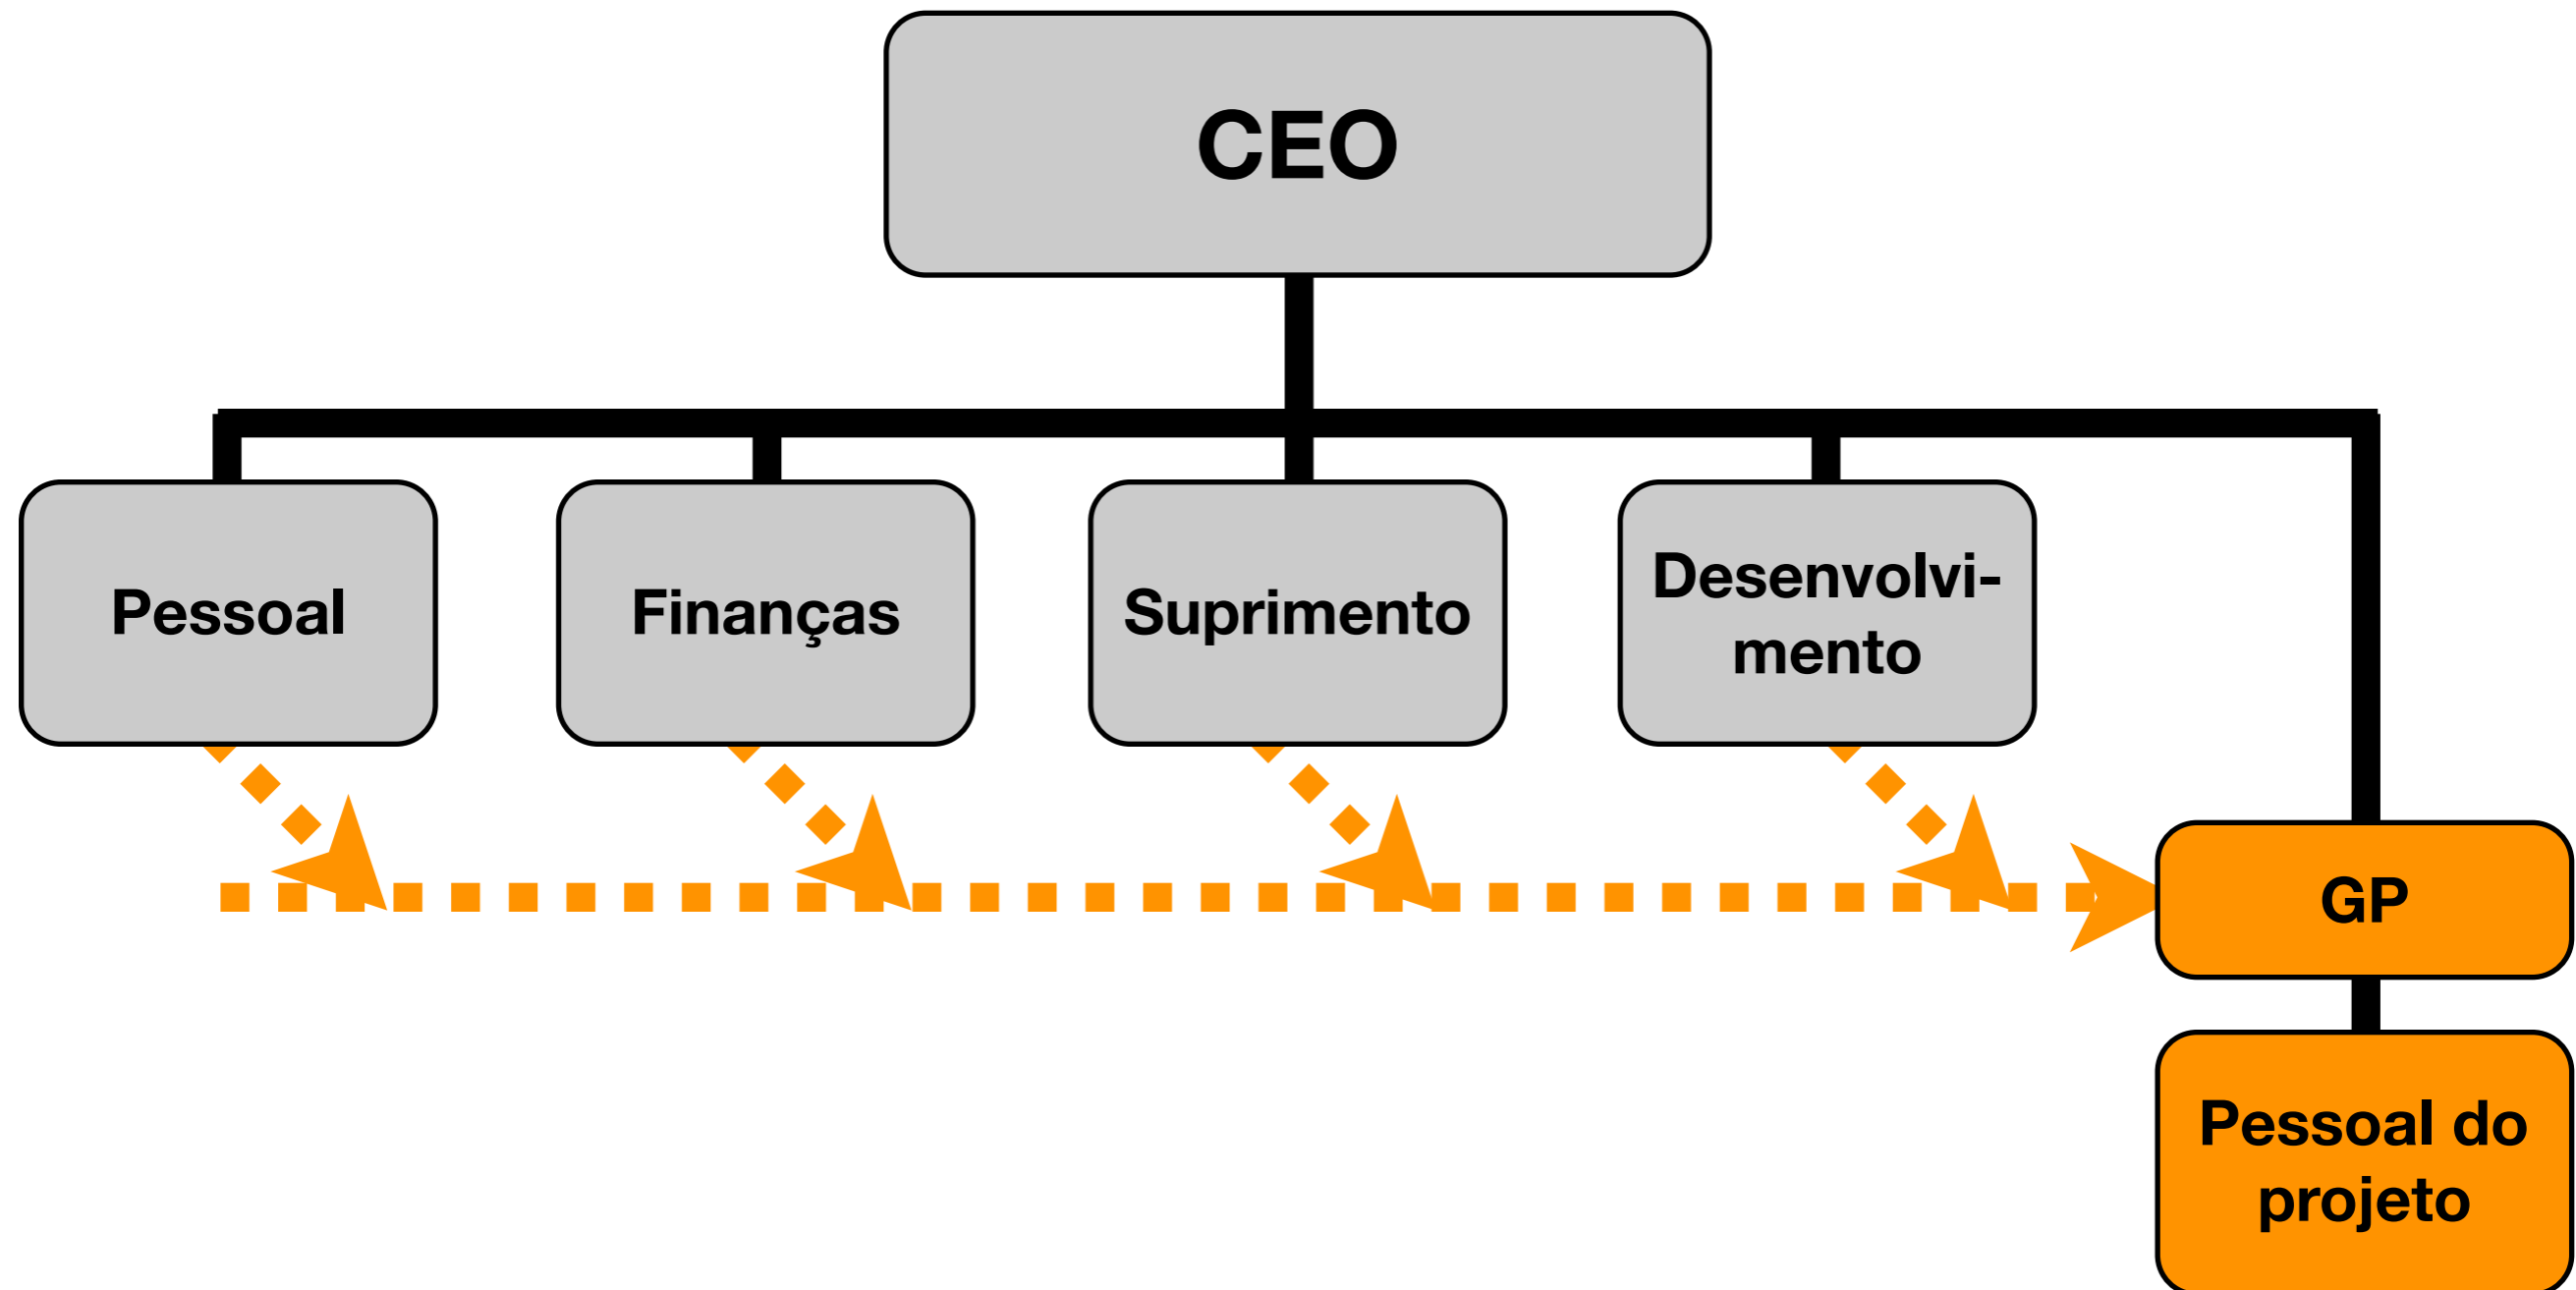 CEO
Pessoal
Finanças
Suprimento
Desenvolvi-
mento
GP
Pessoal do
projeto